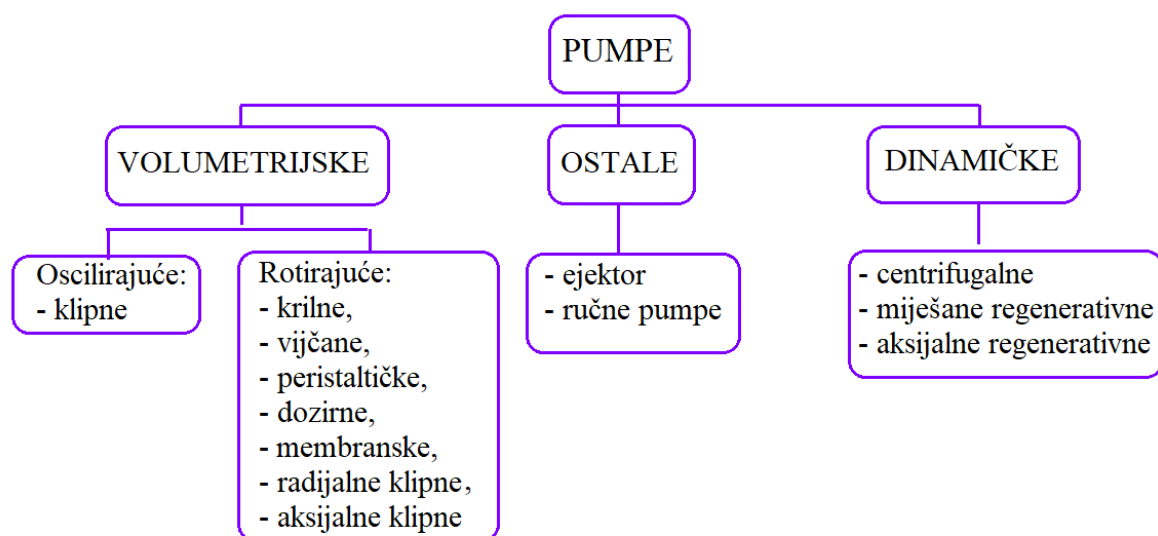 PUMPE
VOLUMETRIJSKE
OSTALE
DINAMIČKE
Oscilirajuće:
- klipne
Rotirajuće:
- krilne,
- vijčane,
- peristaltičke,
- dozirne,
- membranske,
- radijalne klipne,
- aksijalne klipne
- ejektor
- ručne pumpe
- centrifugalne
- miješane regenerativne
- aksijalne regenerativne